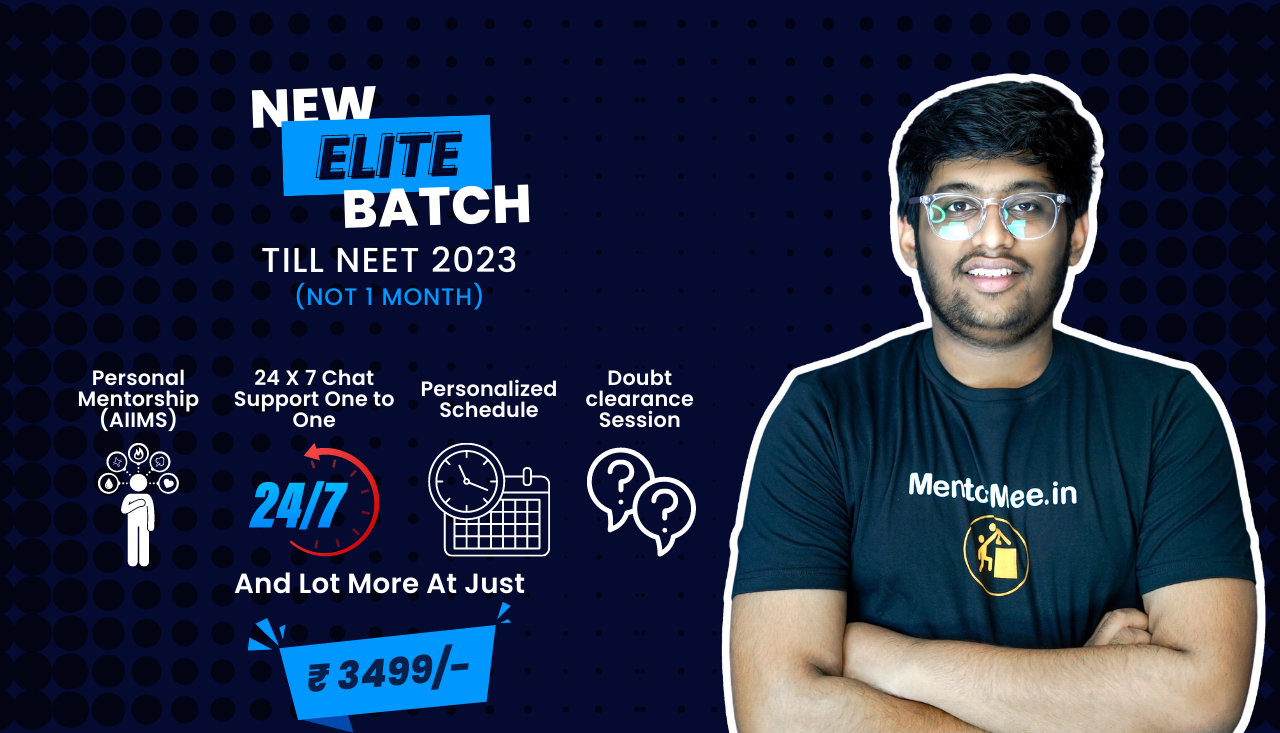 NEW
ELITE
BATCH
TILL NEET 2023
(NOT 1 MONTH)
Personal
Mentorship
(AIIMS)
24 X 7 Chat
Support One to
One
Personalized
Schedule
Doubt
clearance
Session
24/7
? ?
And Lot More At Just
₹ 3499/-
MentorMee.in